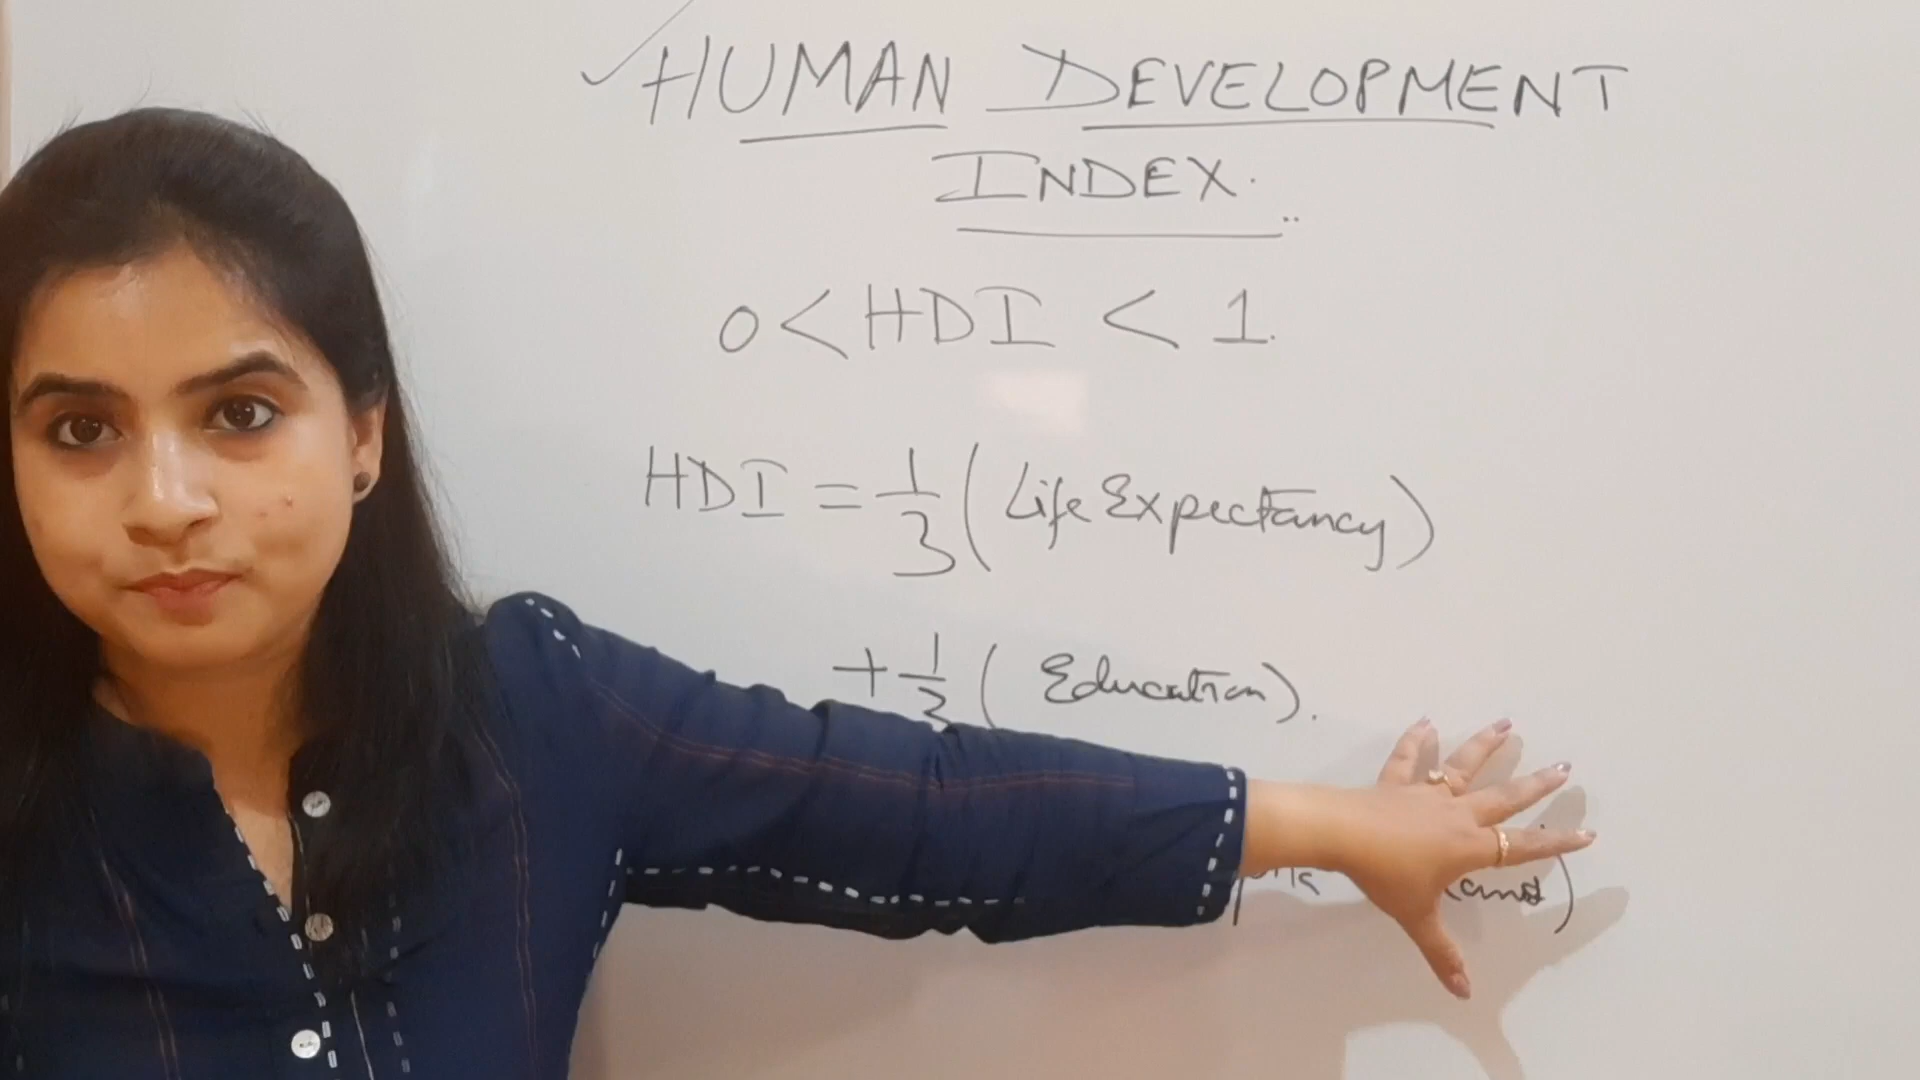 HUMAN DEVELOPMENT
INDEX.
0 < HDI < 1.
HDI = 1/3 (Life Expectancy)
+ 1/3 ( Education).